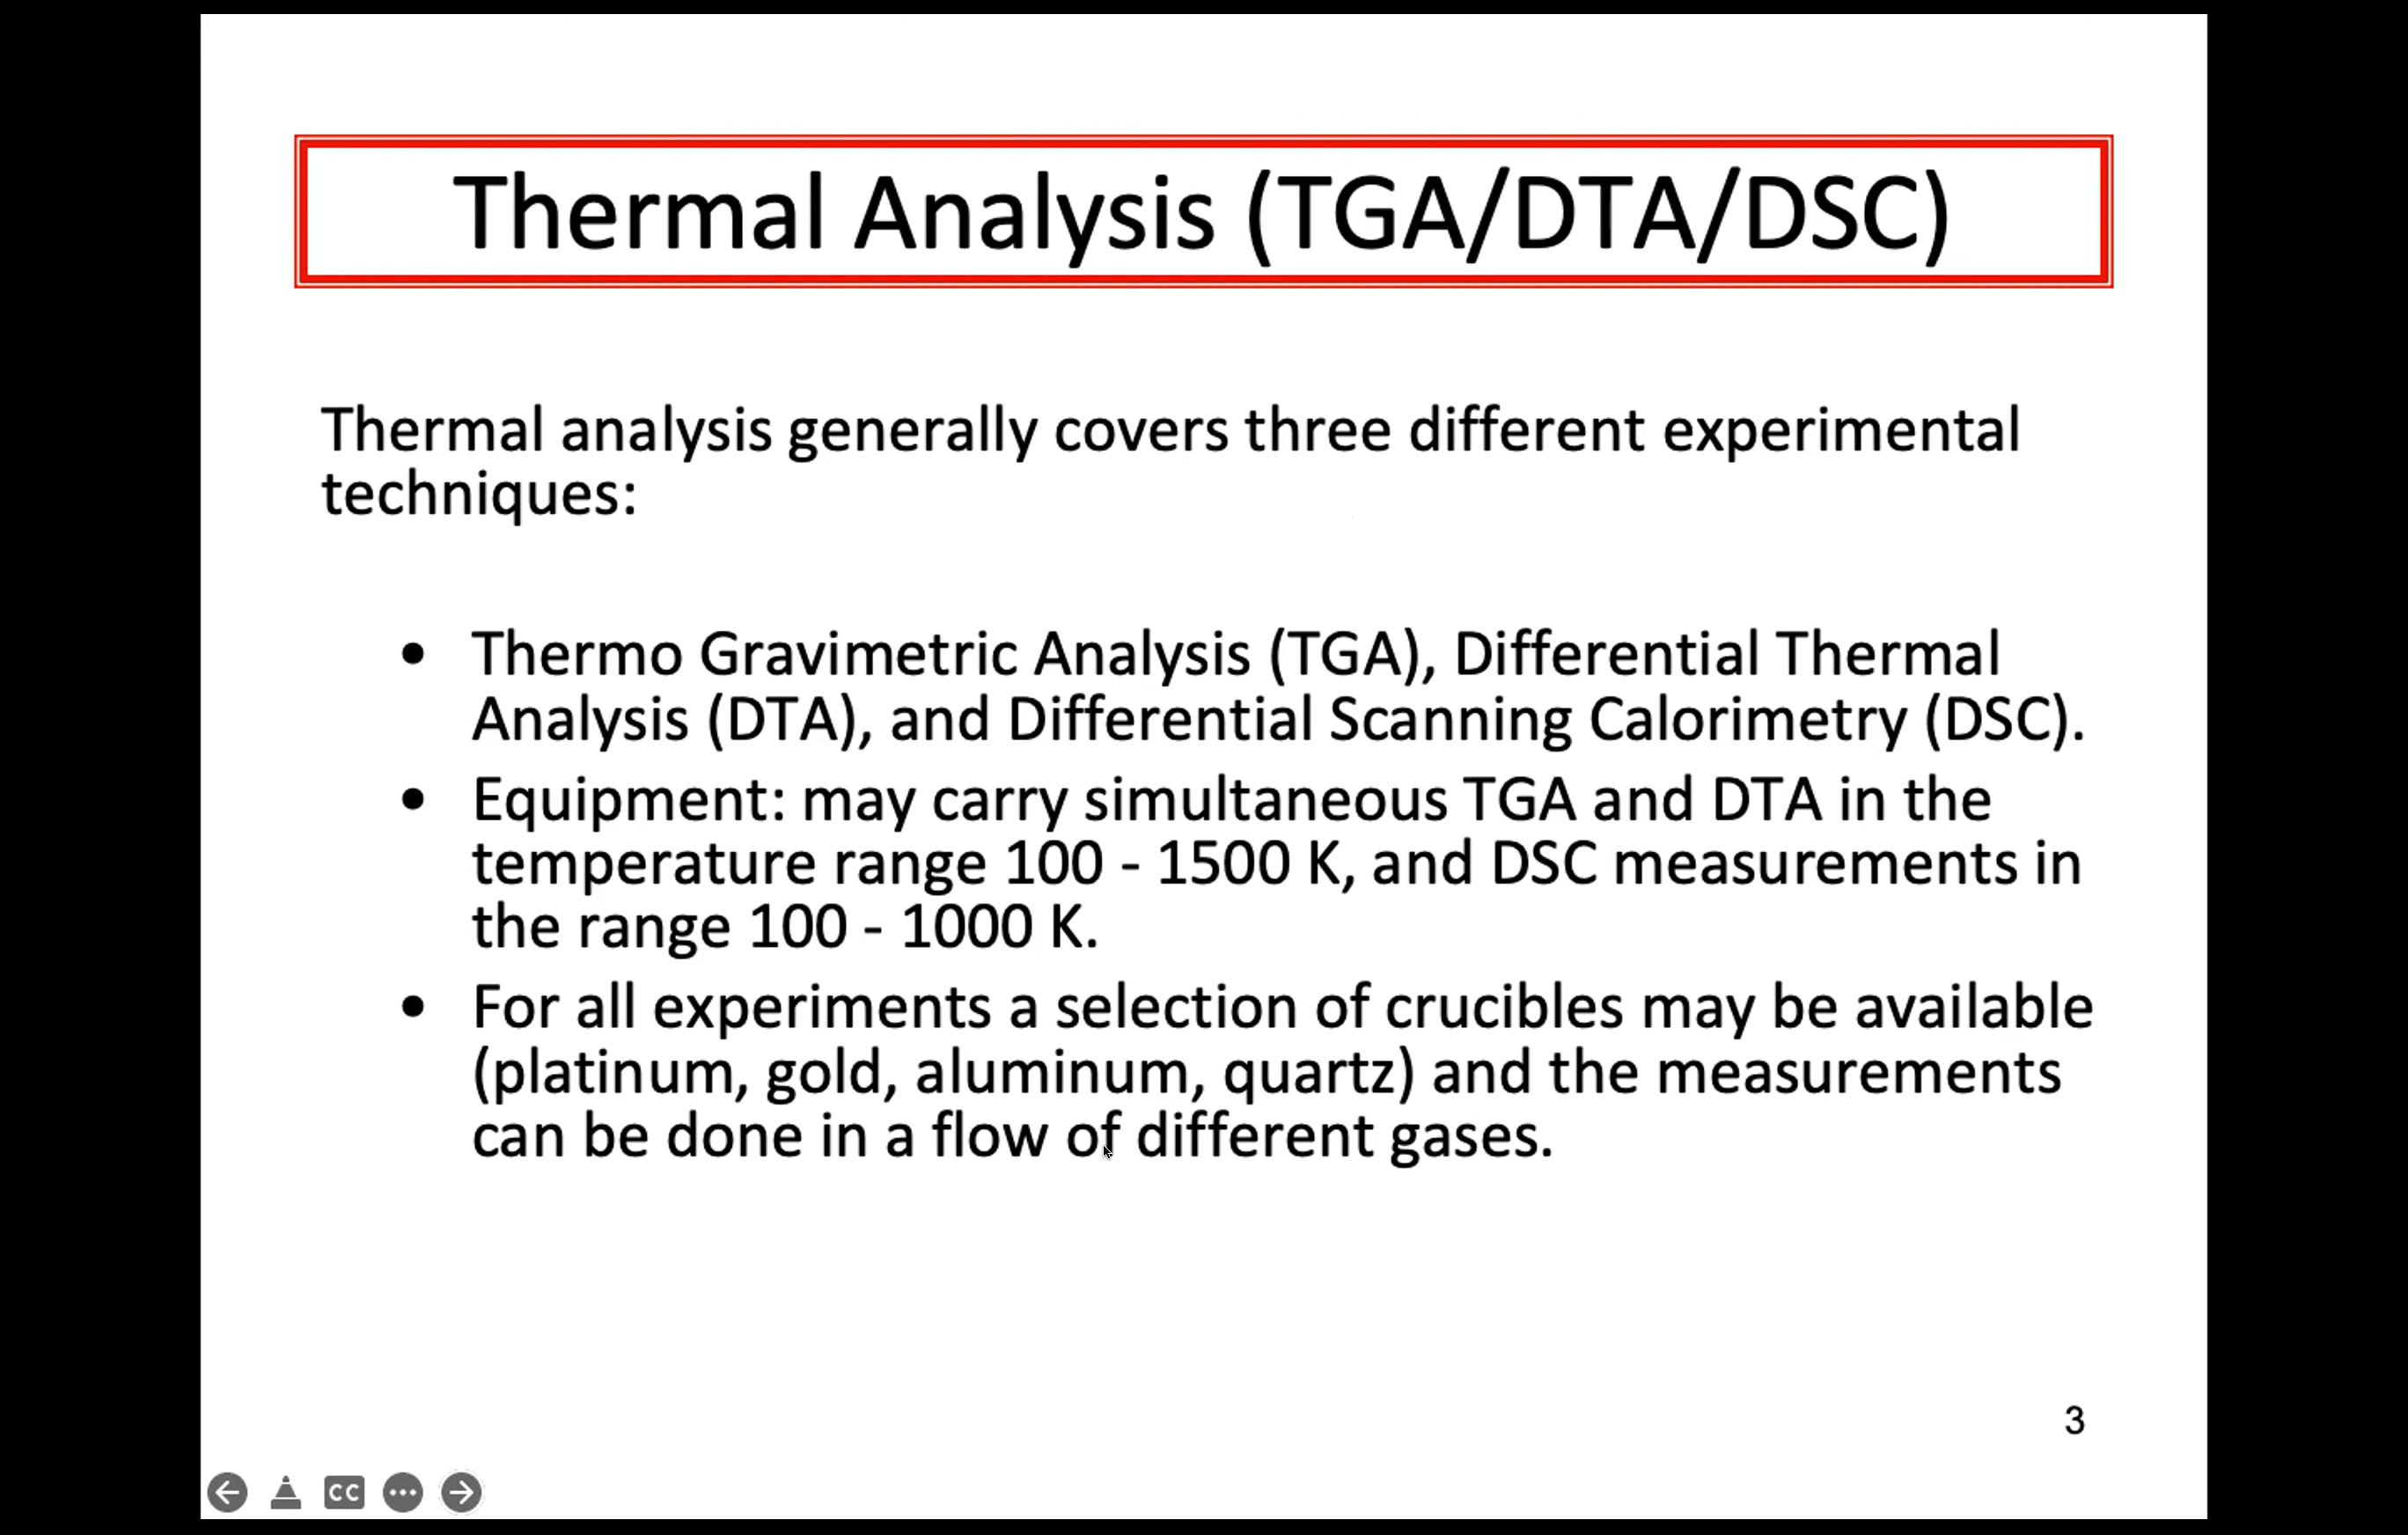 Thermal Analysis (TGA/DTA/DSC)
Thermal analysis generally covers three different experimental
techniques:
• Thermo Gravimetric Analysis (TGA), Differential Thermal
Analysis (DTA), and Differential Scanning Calorimetry (DSC).
• Equipment: may carry simultaneous TGA and DTA in the
temperature range 100 - 1500 K, and DSC measurements in
the range 100 - 1000 K.
• For all experiments a selection of crucibles may be available
(platinum, gold, aluminum, quartz) and the measurements
can be done in a flow of different gases.
3
CC